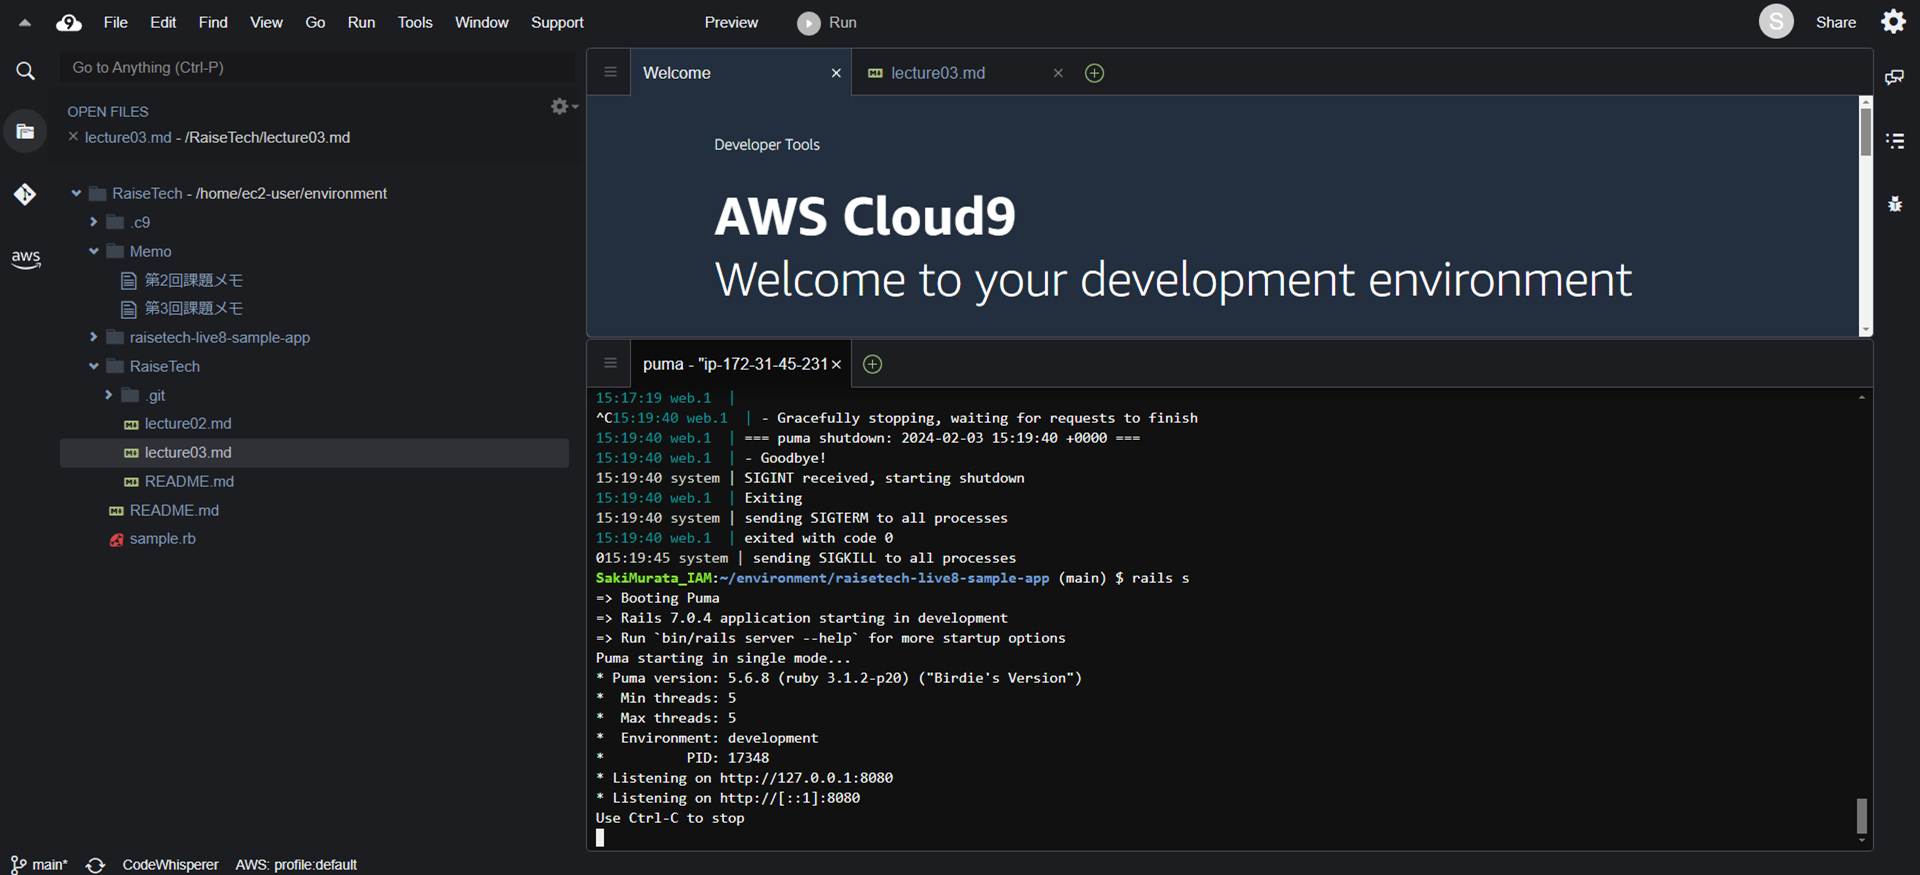 File Edit Find View Go Run Tools Window Support Preview Run S Share
Go to Anything (Ctrl-P)
OPEN FILES
lecture03.md - /RaiseTech/lecture03.md
RaiseTech - /home/ec2-user/environment
.c9
Memo
第2回課題メモ
第3回課題メモ
raisetech-live8-sample-app
RaiseTech
.git
lecture02.md
lecture03.md
README.md
README.md
sample.rb
aws
Welcome
lecture03.md
Developer Tools
AWS Cloud9
Welcome to your development environment
puma - "ip-172-31-45-231
15:17:19 web.1  |
^C15:19:40 web.1  | - Gracefully stopping, waiting for requests to finish
15:19:40 web.1  | === puma shutdown: 2024-02-03 15:19:40 +0000 ===
15:19:40 web.1  | - Goodbye!
15:19:40 system | SIGINT received, starting shutdown
15:19:40 web.1  | Exiting
15:19:40 system | sending SIGTERM to all processes
15:19:40 web.1  | exited with code 0
015:19:45 system | sending SIGKILL to all processes
SakiMurata_IAM:~/environment/raisetech-live8-sample-app (main) $ rails s
=> Booting Puma
=> Rails 7.0.4 application starting in development
=> Run `bin/rails server --help` for more startup options
Puma starting in single mode...
* Puma version: 5.6.8 (ruby 3.1.2-p20) ("Birdie's Version")
*  Min threads: 5
*  Max threads: 5
*  Environment: development
*          PID: 17348
* Listening on http://127.0.0.1:8080
* Listening on http://[::1]:8080
Use Ctrl-C to stop
main* CodeWhisperer AWS: profile:default